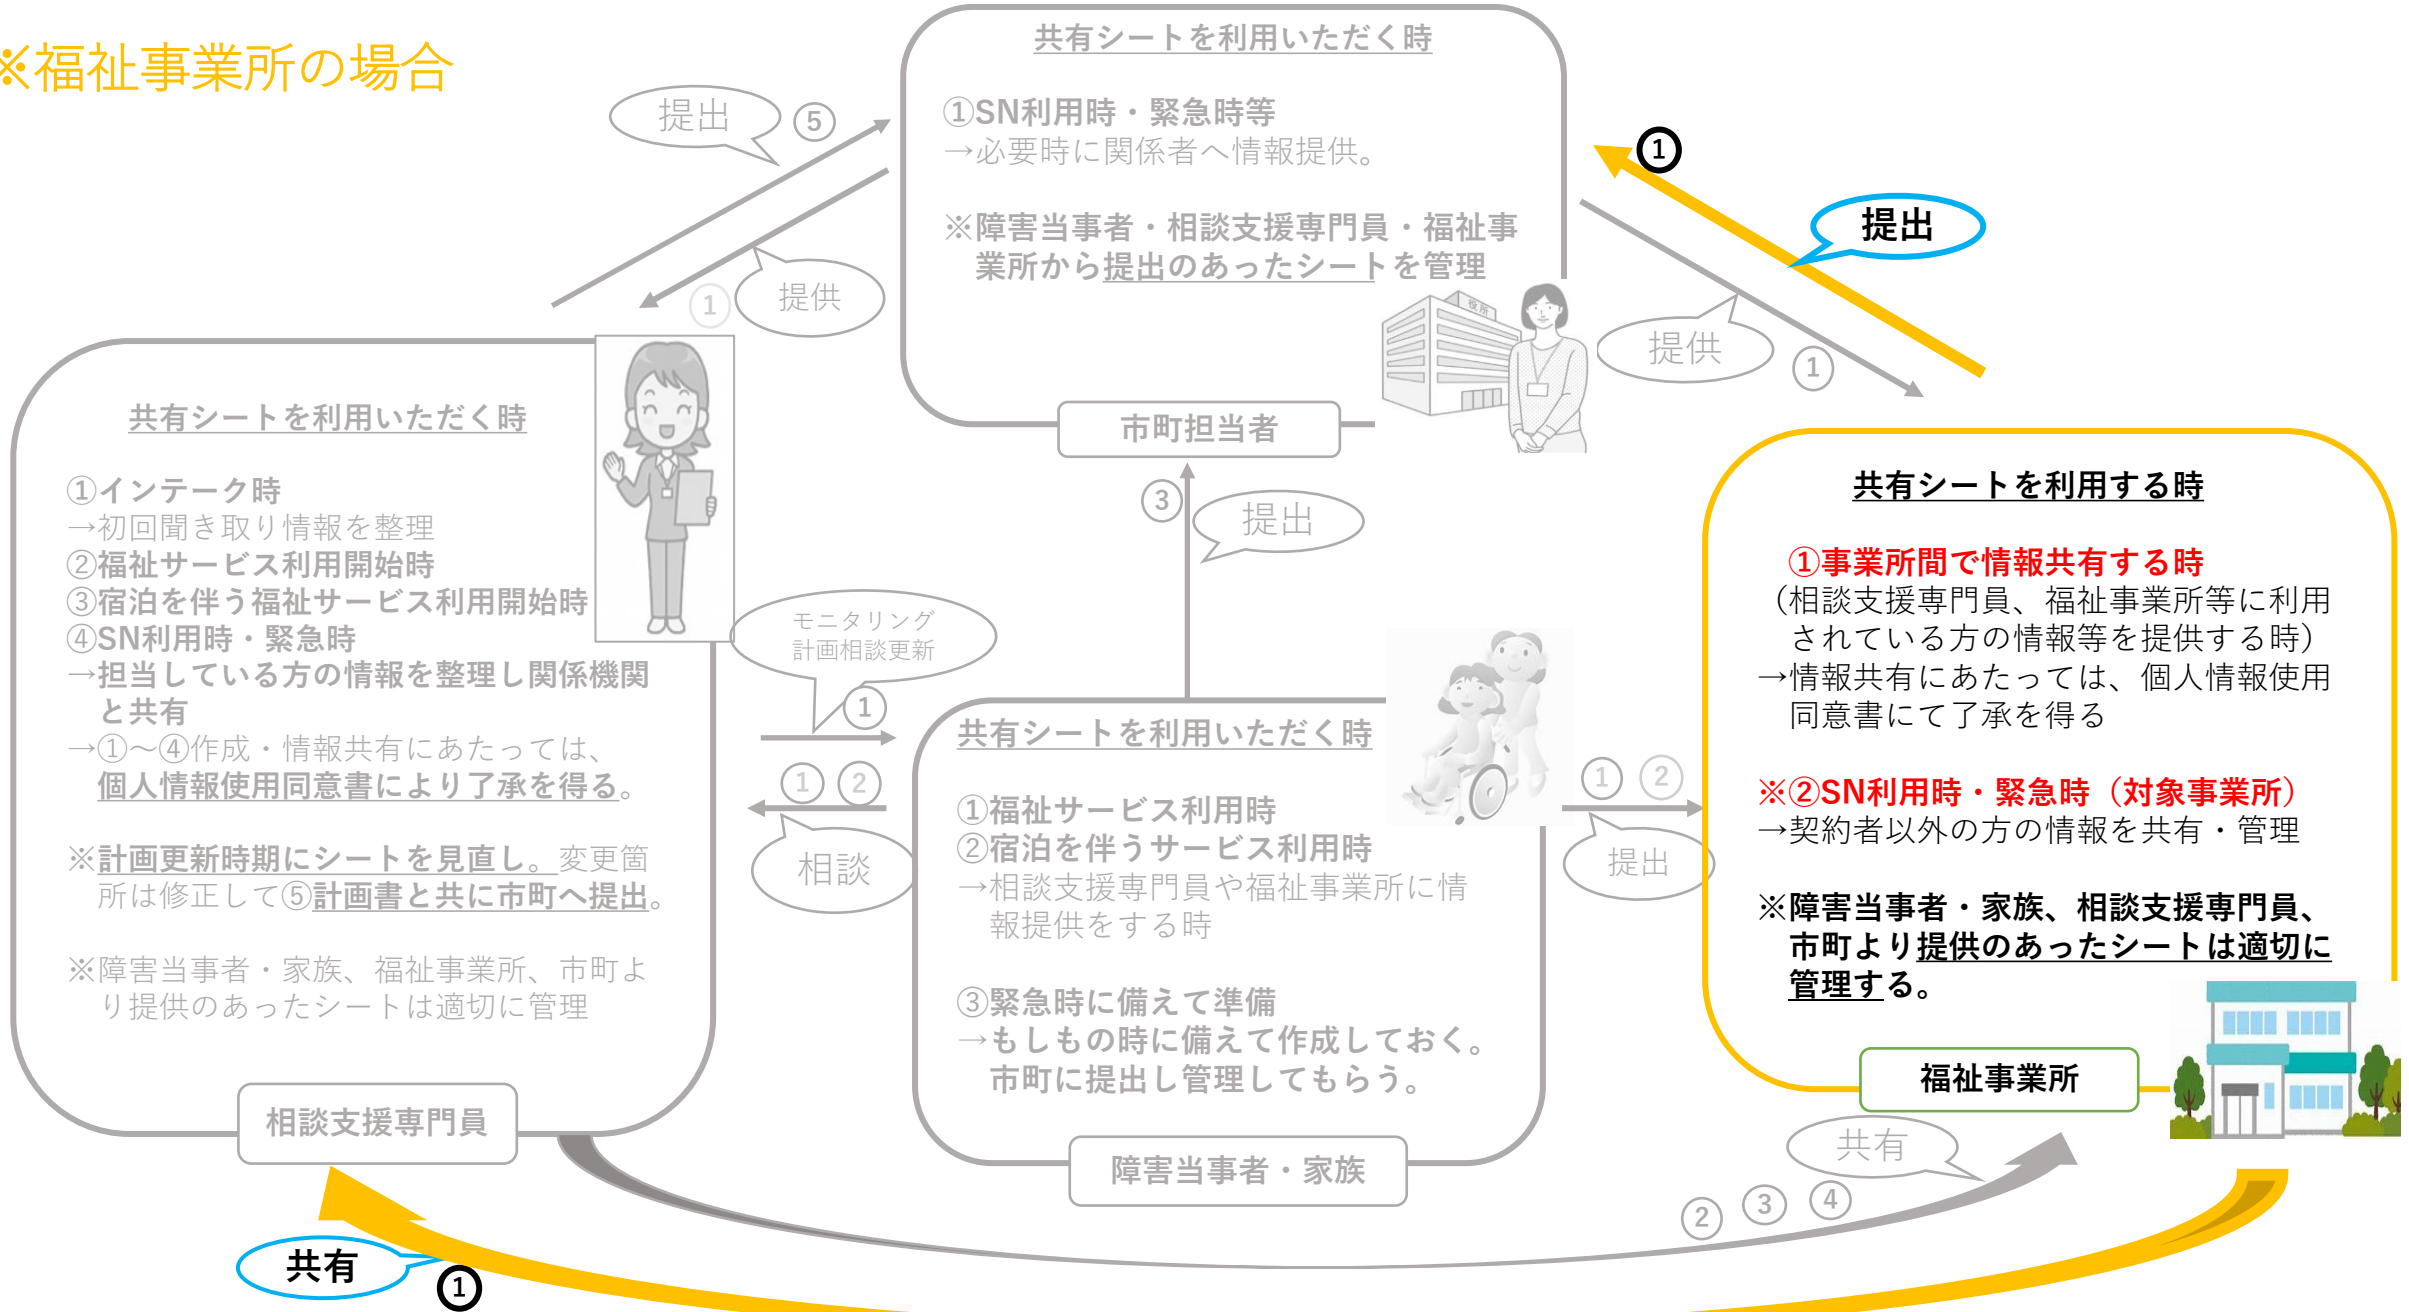 ※福祉事業所の場合
共有シートを利用いただく時
①SN利用時・緊急時等
→必要時に関係者へ情報提供。
※障害当事者・相談支援専門員・福祉事
業所から提出のあったシートを管理
役所
市町担当者
提出
⑤
提供
①
①
提出
提供
①
共有シートを利用いただく時
①インテーク時
→初回聞き取り情報を整理
②福祉サービス利用開始時
③宿泊を伴う福祉サービス利用開始時
④SN利用時・緊急時
→担当している方の情報を整理し関係機関
と共有
→①～④作成・情報共有にあたっては、
個人情報使用同意書により了承を得る。
※計画更新時期にシートを見直し。変更箇
所は修正して⑤計画書と共に市町へ提出。
※障害当事者・家族、福祉事業所、市町よ
り提供のあったシートは適切に管理
相談支援専門員
モニタリング
計画相談更新
①
① ②
相談
③
提出
共有シートを利用いただく時
①福祉サービス利用時
②宿泊を伴うサービス利用時
→相談支援専門員や福祉事業所に情
報提供をする時
③緊急時に備えて準備
→もしもの時に備えて作成しておく。
市町に提出し管理してもらう。
障害当事者・家族
① ②
提出
共有シートを利用する時
①事業所間で情報共有する時
（相談支援専門員、福祉事業所等に利用
されている方の情報等を提供する時）
→情報共有にあたっては、個人情報使用
同意書にて了承を得る
※②SN利用時・緊急時（対象事業所）
→契約者以外の方の情報を共有・管理
※障害当事者・家族、相談支援専門員、
市町より提供のあったシートは適切に
管理する。
福祉事業所
共有
② ③ ④
共有
①